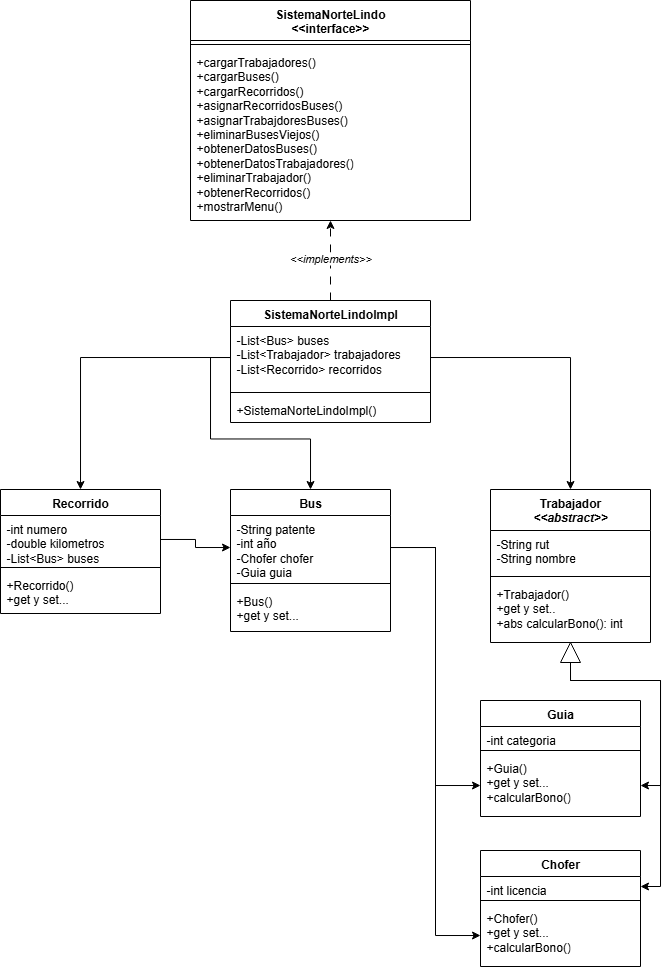 SistemaNorteLindo
<<interface>>
+cargarTrabajadores()
+cargarBuses()
+cargarRecorridos()
+asignarRecorridosBuses()
+asignarTrabajdoresBuses()
+eliminarBusesViejos()
+obtenerDatosBuses()
+obtenerDatosTrabajadores()
+eliminarTrabajador()
+obtenerRecorridos()
+mostrarMenu()
<<implements>>
SistemaNorteLindoImpl
-List<Bus> buses
-List<Trabajador> trabajadores
-List<Recorrido> recorridos
+SistemaNorteLindoImpl()
Recorrido
-int numero
-double kilometros
-List<Bus> buses
+Recorrido()
+get y set...
Bus
-String patente
-int año
-Chofer chofer
-Guia guia
+Bus()
+get y set...
Trabajador
<<abstract>>
-String rut
-String nombre
+Trabajador()
+get y set..
+abs calcularBono(): int
Guia
-int categoria
+Guia()
+get y set...
+calcularBono()
Chofer
-int licencia
+Chofer()
+get y set...
+calcularBono()